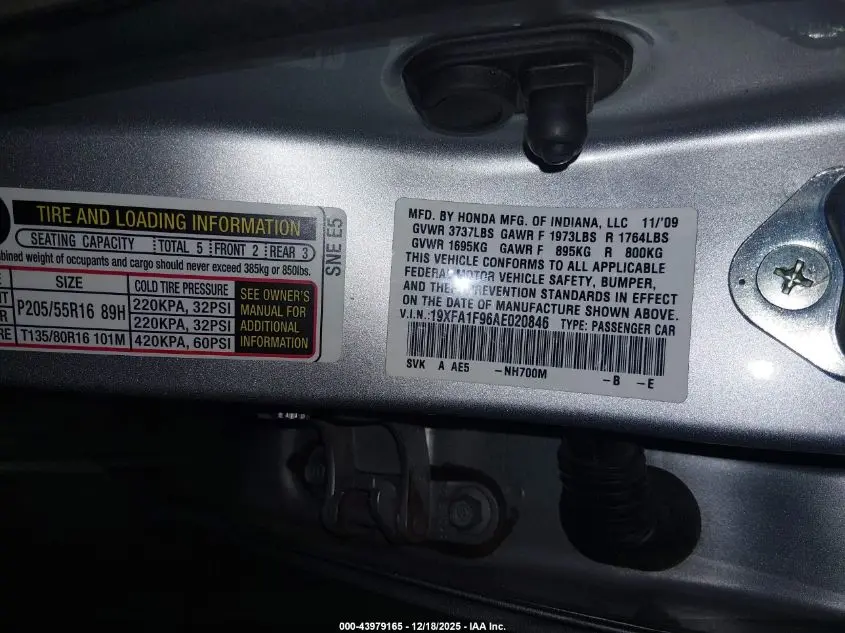 TIRE AND LOADING INFORMATION
SEATING CAPACITY TOTAL 5 FRONT 2 REAR 3
bined weight of occupants and cargo should never exceed 385kg or 850lbs.
SIZE COLD TIRE PRESSURE
P205/55R16 89H 220KPA, 32PSI
220KPA, 32PSI
T135/80R16 101M 420KPA, 60PSI
SEE OWNER'S
MANUAL FOR
ADDITIONAL
INFORMATION
SNE E5
MFD. BY HONDA MFG. OF INDIANA, LLC 11/'09
GVWR 3737LBS GAWR F 1973LBS R 1764LBS
GVWR 1695KG GAWR F 895KG R 800KG
THIS VEHICLE CONFORMS TO ALL APPLICABLE
FEDERAL MOTOR VEHICLE SAFETY, BUMPER,
AND THEFT PREVENTION STANDARDS IN EFFECT
ON THE DATE OF MANUFACTURE SHOWN ABOVE.
V.I.N.:19XFA1F96AE020846 TYPE: PASSENGER CAR
SVK A AE5 -NH700M -B -E
000-43979165 - 12/18/2025 - IAA Inc.